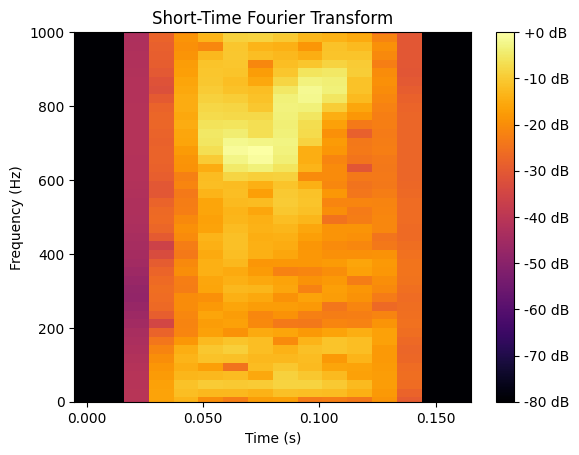 Short-Time Fourier Transform
1000
800
600
400
200
0
Frequency (Hz)
0.000
0.050
0.100
0.150
Time (s)
+0 dB
-10 dB
-20 dB
-30 dB
-40 dB
-50 dB
-60 dB
-70 dB
-80 dB